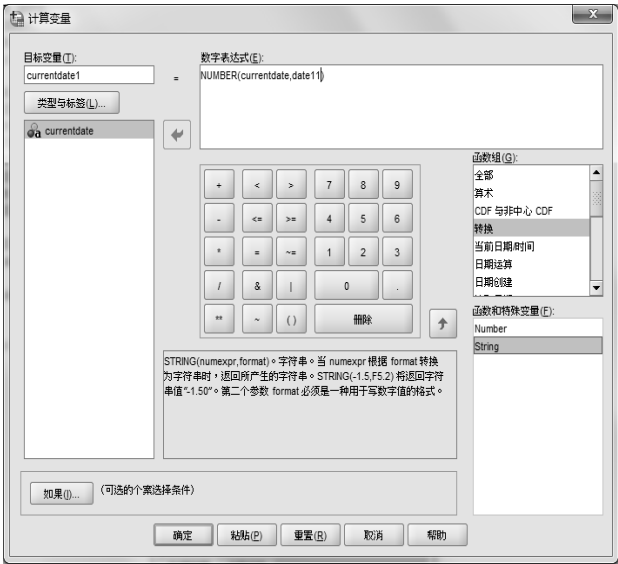 计算变量
目标变量(T):
currentdate1
=
数字表达式(E):
NUMBER(currentdate,date11)
类型与标签(L)...
currentdate
+ < > 7 8 9
- <= >= 4 5 6
* = ~= 1 2 3
/ & | 0 .
** ~ ( ) 删除
函数组(G):
全部
算术
CDF 与非中心 CDF
转换
当前日期/时间
日期运算
日期创建
函数和特殊变量(F):
Number
String
STRING(numexpr,format)。字符串。当 numexpr 根据 format 转换
为字符串时，返回所产生的字符串。STRING(-1.5,F5.2) 将返回字符
串值"-1.50"。第二个参数 format 必须是一种用于写数字值的格式。
如果(I)...
(可选的个案选择条件)
确定 粘贴(P) 重置(R) 取消 帮助